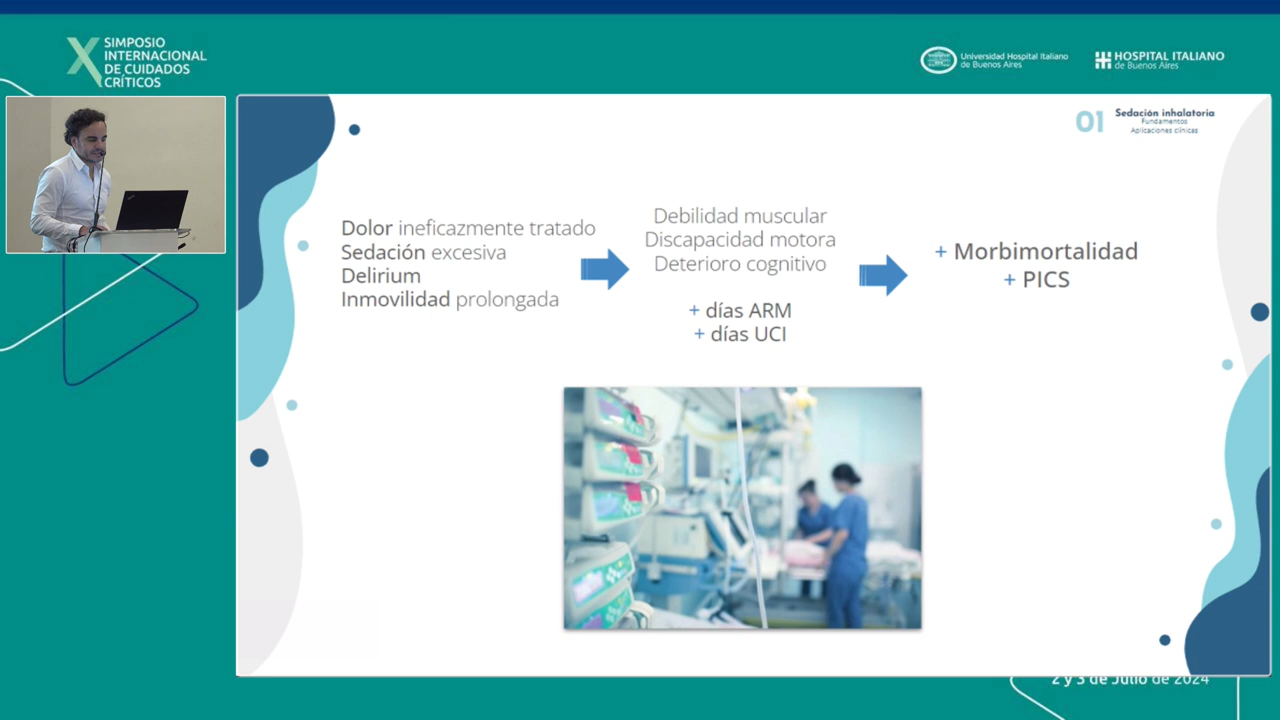 SIMPOSIO
INTERNACIONAL
DE CUIDADOS
CRÍTICOS
Universidad Hospital Italiano
de Buenos Aires
HOSPITAL ITALIANO
de Buenos Aires
01
Sedación inhalatoria
Fundamentos
Aplicaciones clínicas
Dolor ineficazmente tratado
Sedación excesiva
Delirium
Inmovilidad prolongada
Debilidad muscular
Discapacidad motora
Deterioro cognitivo
+ días ARM
+ días UCI
+ Morbimortalidad
+ PICS
2 y 3 de Julio de 2024